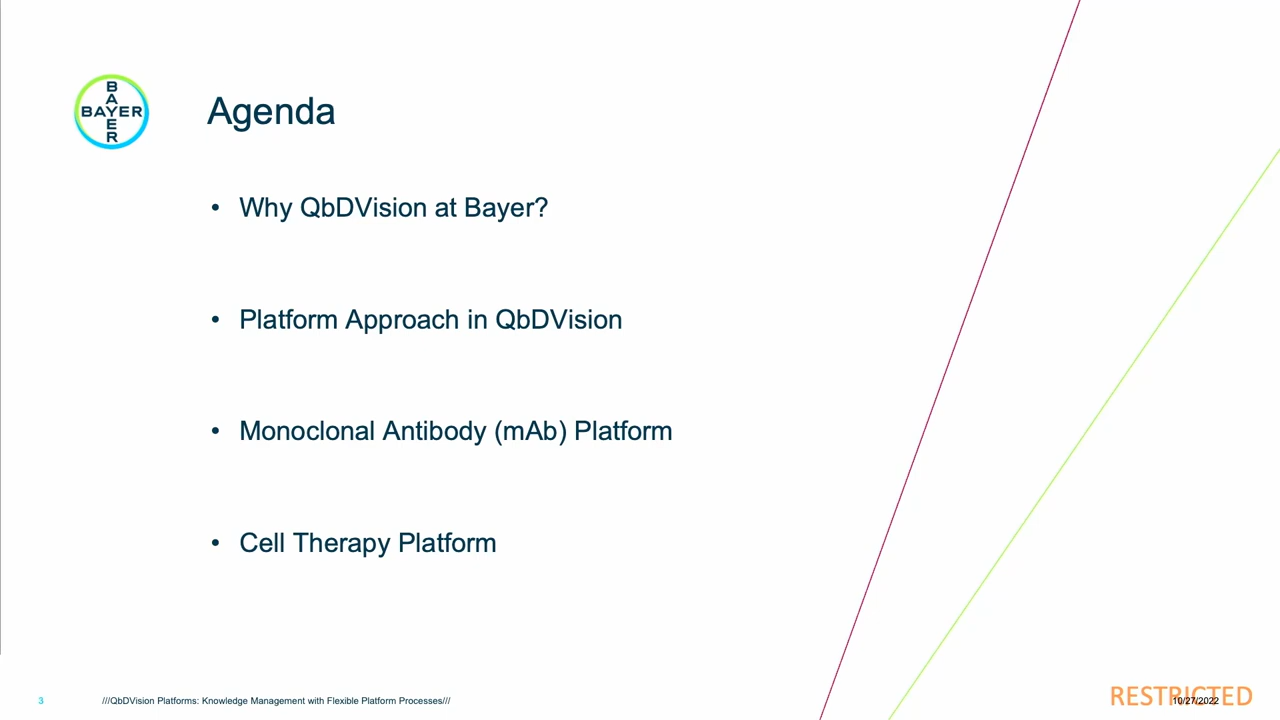 BAYER
BAYER
Agenda
• Why QbDVision at Bayer?
• Platform Approach in QbDVision
• Monoclonal Antibody (mAb) Platform
• Cell Therapy Platform
3
///QbDVision Platforms: Knowledge Management with Flexible Platform Processes///
RESTRICTED
10/27/2022